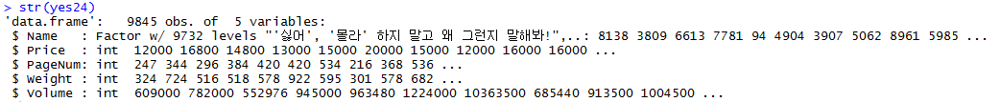 > str(yes24)
'data.frame':   9845 obs. of  5 variables:
 $ Name   : Factor w/ 9732 levels "'싫어', '몰라' 하지 말고 왜 그런지 말해봐!",..: 8138 3809 6613 7781 94 4904 3907 5062 8961 5985 ...
 $ Price  : int  12000 16800 14800 13000 15000 20000 15000 12000 16000 16000 ...
 $ PageNum: int  247 344 296 384 420 420 534 216 368 536 ...
 $ Weight : int  324 724 516 518 578 922 595 301 578 682 ...
 $ Volume : int  609000 782000 552976 945000 963480 1224000 10363500 685440 913500 1004500 ...